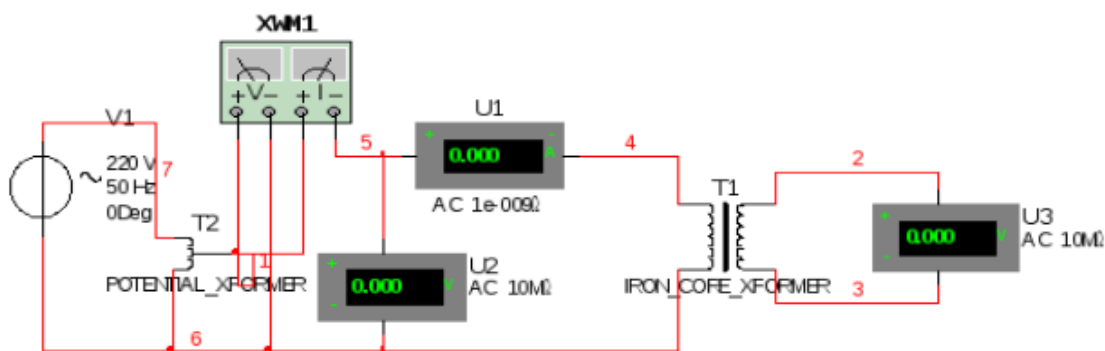 XWM1
+ V - + I -
V1
220 V
50 Hz
0Deg
7
T2
1
POTENTIAL_XFORMER
6
5
U1
+ -
0.000 A
AC 1e-009Ω
4
U2
AC 10MΩ
+
0.000 V
-
T1
IRON_CORE_XFORMER
2
U3
AC 10MΩ
+
0.000 V
-
3